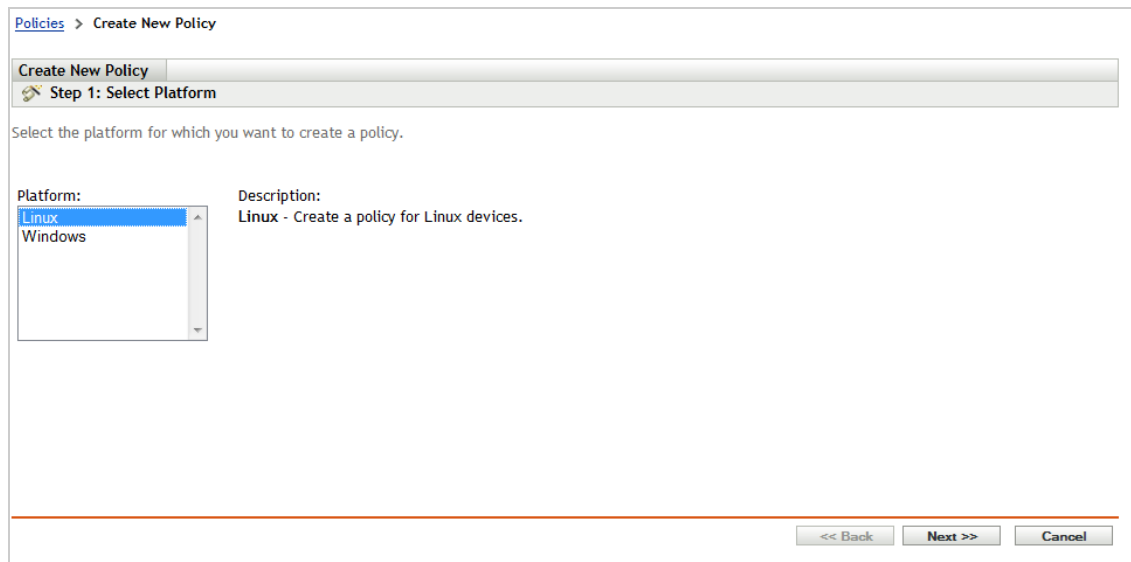 Policies > Create New Policy
Create New Policy
Step 1: Select Platform
Select the platform for which you want to create a policy.
Platform:
Description:
Linux
Linux - Create a policy for Linux devices.
Windows
<< Back
Next >>
Cancel